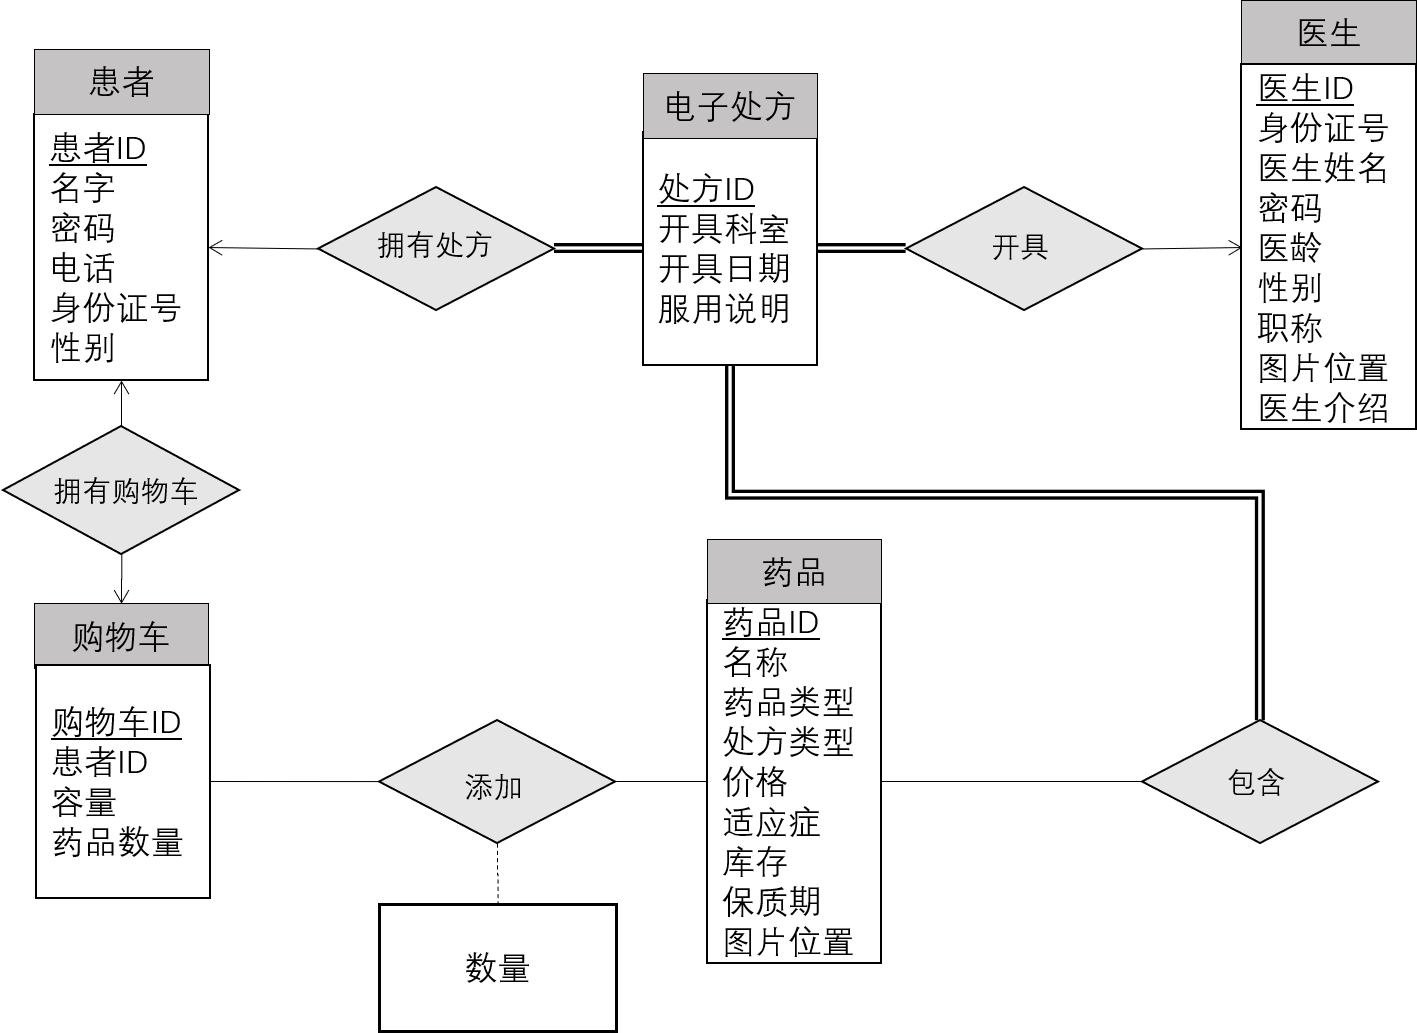 患者
患者ID
名字
密码
电话
身份证号
性别
拥有处方
电子处方
处方ID
开具科室
开具日期
服用说明
开具
医生
医生ID
身份证号
医生姓名
密码
医龄
性别
职称
图片位置
医生介绍
拥有购物车
购物车
购物车ID
患者ID
容量
药品数量
添加
数量
药品
药品ID
名称
药品类型
处方类型
价格
适应症
库存
保质期
图片位置
包含